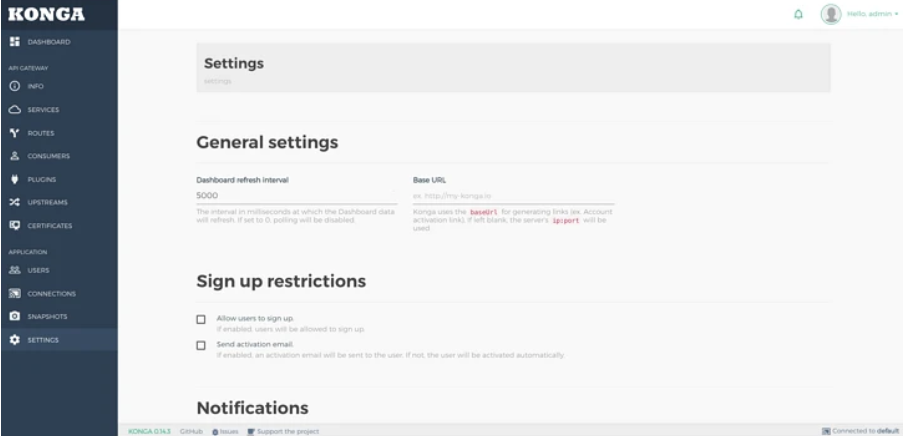 KONGA
Hello, admin
DASHBOARD
API GATEWAY
INFO
SERVICES
ROUTES
CONSUMERS
PLUGINS
UPSTREAMS
CERTIFICATES
APPLICATION
USERS
CONNECTIONS
SNAPSHOTS
SETTINGS
Settings
settings
General settings
Dashboard refresh interval
5000
The interval in milliseconds at which the Dashboard data
will refresh. If set to 0, polling will be disabled.
Base URL
ex. http://my-konga.io
Konga uses the baseUrl for generating links (ex. Account
activation link). If left blank, the server's ip:port will be
used.
Sign up restrictions
Allow users to sign up.
If enabled, users will be allowed to sign up.
Send activation email.
If enabled, an activation email will be sent to the user. If not, the user will be activated automatically.
Notifications
KONGA 0.14.3 GitHub Issues Support the project
Connected to default